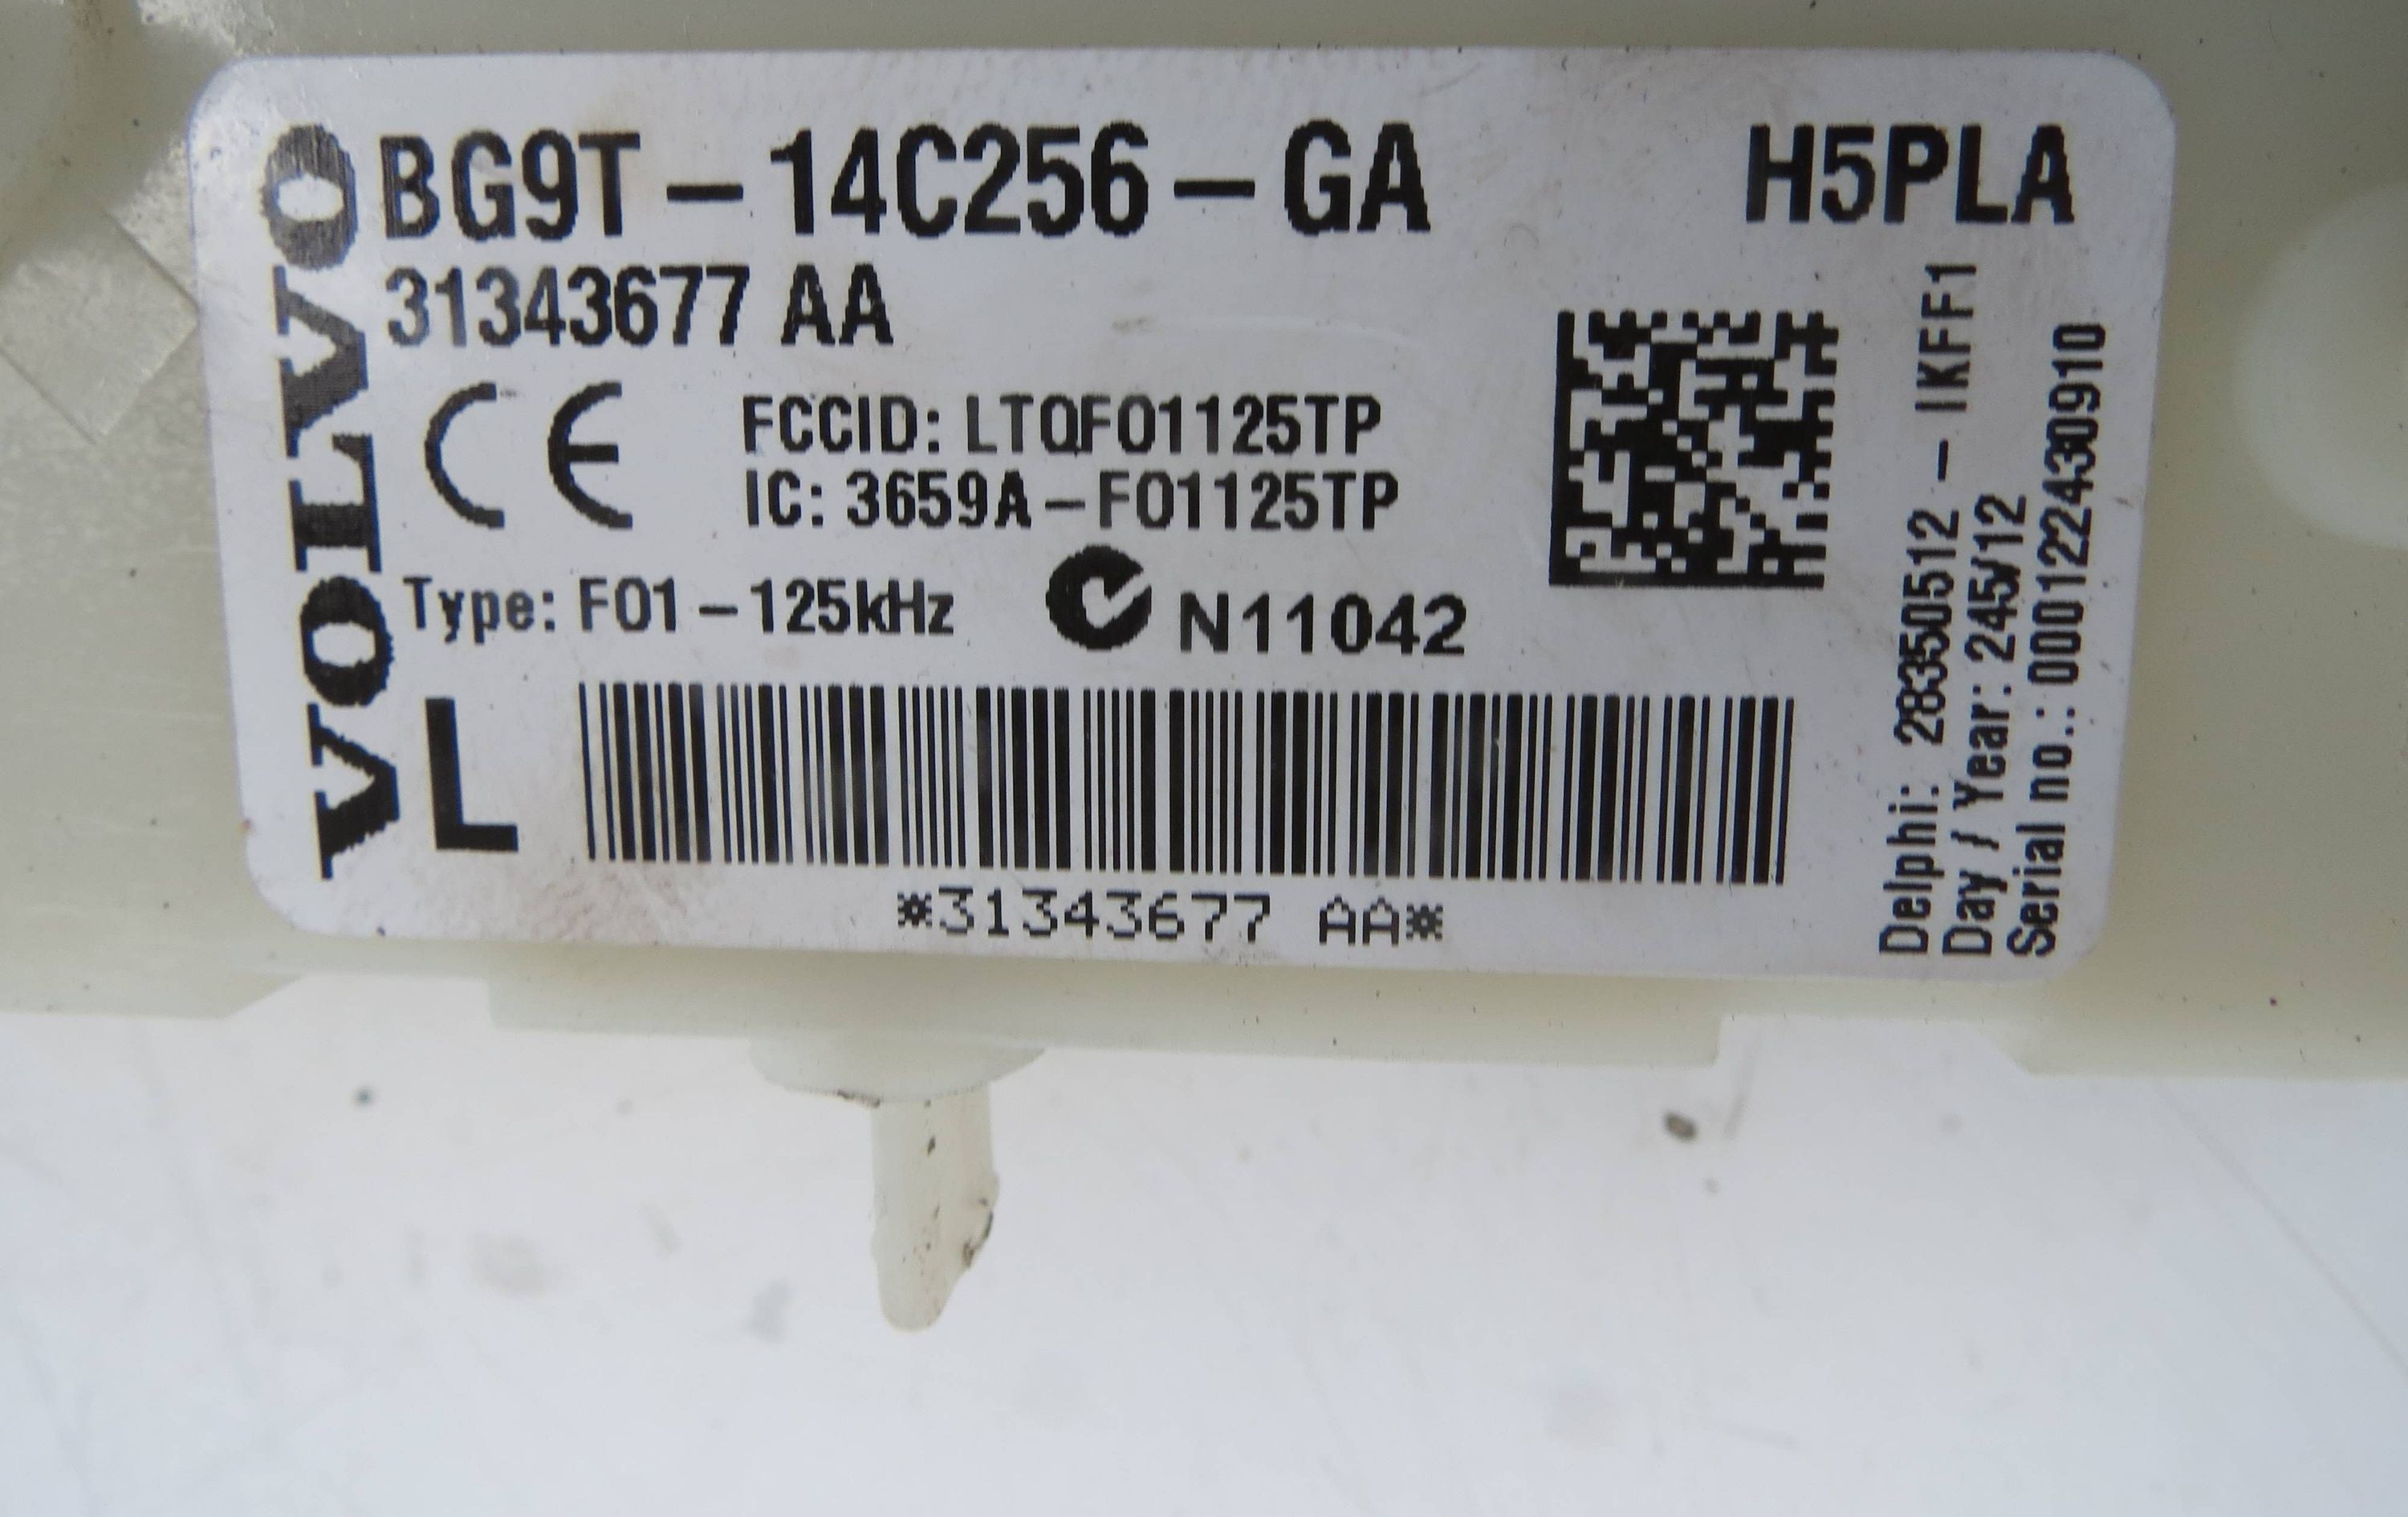 VOLVO
BG9T-14C256-GA
H5PLA
31343677 AA
CE
FCCID: LTQFO1125TP
IC: 3659A-FO1125TP
Type: FO1-125kHz
N11042
L
*31343677 AA*
Delphi: 28350512 - IKFF1
Day / Year: 245/12
Serial no.: 000122430910